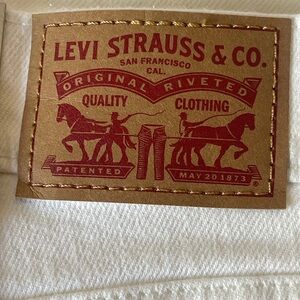 LEVI STRAUSS & CO.
SAN FRANCISCO
CAL.
ORIGINAL RIVETED
QUALITY CLOTHING
PATENTED MAY 20 1873
®